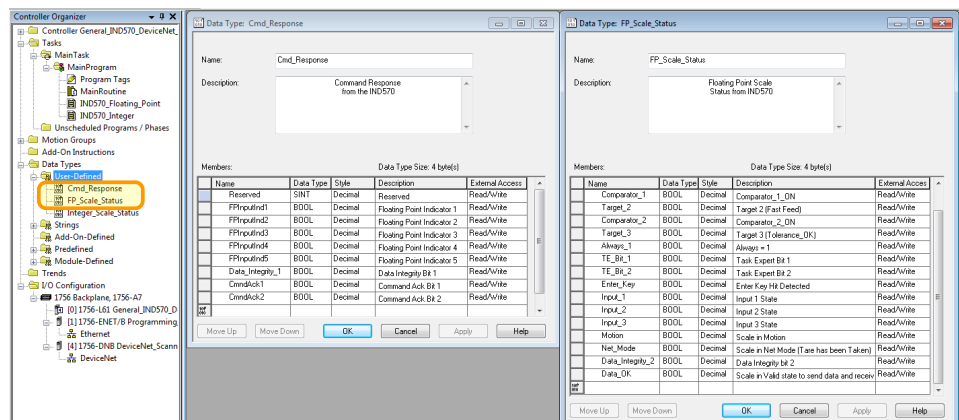 Controller Organizer
Controller General_IND570_DeviceNet_
Tasks
MainTask
MainProgram
Program Tags
MainRoutine
IND570_Floating_Point
IND570_Integer
Unscheduled Programs / Phases
Motion Groups
Add-On Instructions
Data Types
User-Defined
Cmd_Response
FP_Scale_Status
Integer_Scale_Status
Strings
Add-On-Defined
Predefined
Module-Defined
Trends
I/O Configuration
1756 Backplane, 1756-A7
[0] 1756-L61 General_IND570_D
[1] 1756-ENET/B Programming_
Ethernet
[4] 1756-DNB DeviceNet_Scann
DeviceNet
Data Type: Cmd_Response
Name: Cmd_Response
Description: Command Response
from the IND570
Members: Data Type Size: 4 byte(s)
Name Data Type Style Description External Access
Reserved SINT Decimal Reserved Read/Write
FPInputInd1 BOOL Decimal Floating Point Indicator 1 Read/Write
FPInputInd2 BOOL Decimal Floating Point Indicator 2 Read/Write
FPInputInd3 BOOL Decimal Floating Point Indicator 3 Read/Write
FPInputInd4 BOOL Decimal Floating Point Indicator 4 Read/Write
FPInputInd5 BOOL Decimal Floating Point Indicator 5 Read/Write
Data_Integrity_1 BOOL Decimal Data Integrity Bit 1 Read/Write
CmndAck1 BOOL Decimal Command Ack Bit 1 Read/Write
CmndAck2 BOOL Decimal Command Ack Bit 2 Read/Write
Move Up Move Down OK Cancel Apply Help
Data Type: FP_Scale_Status
Name: FP_Scale_Status
Description: Floating Point Scale
Status from IND570
Members: Data Type Size: 4 byte(s)
Name Data Type Style Description External Acces
Comparator_1 BOOL Decimal Comparator_1_ON Read/Write
Target_2 BOOL Decimal Target 2 (Fast Feed) Read/Write
Comparator_2 BOOL Decimal Comparator_2_ON Read/Write
Target_3 BOOL Decimal Target 3 (Tolerance_OK) Read/Write
Always_1 BOOL Decimal Always = 1 Read/Write
TE_Bit_1 BOOL Decimal Task Expert Bit 1 Read/Write
TE_Bit_2 BOOL Decimal Task Expert Bit 2 Read/Write
Enter_Key BOOL Decimal Enter Key Hit Detected Read/Write
Input_1 BOOL Decimal Input 1 State Read/Write
Input_2 BOOL Decimal Input 2 State Read/Write
Input_3 BOOL Decimal Input 3 State Read/Write
Motion BOOL Decimal Scale in Motion Read/Write
Net_Mode BOOL Decimal Scale in Net Mode (Tare has been Taken) Read/Write
Data_Integrity_2 BOOL Decimal Data Integrity bit 2 Read/Write
Data_OK BOOL Decimal Scale in Valid state to send data and receiv Read/Write
Move Up Move Down OK Cancel Apply Help